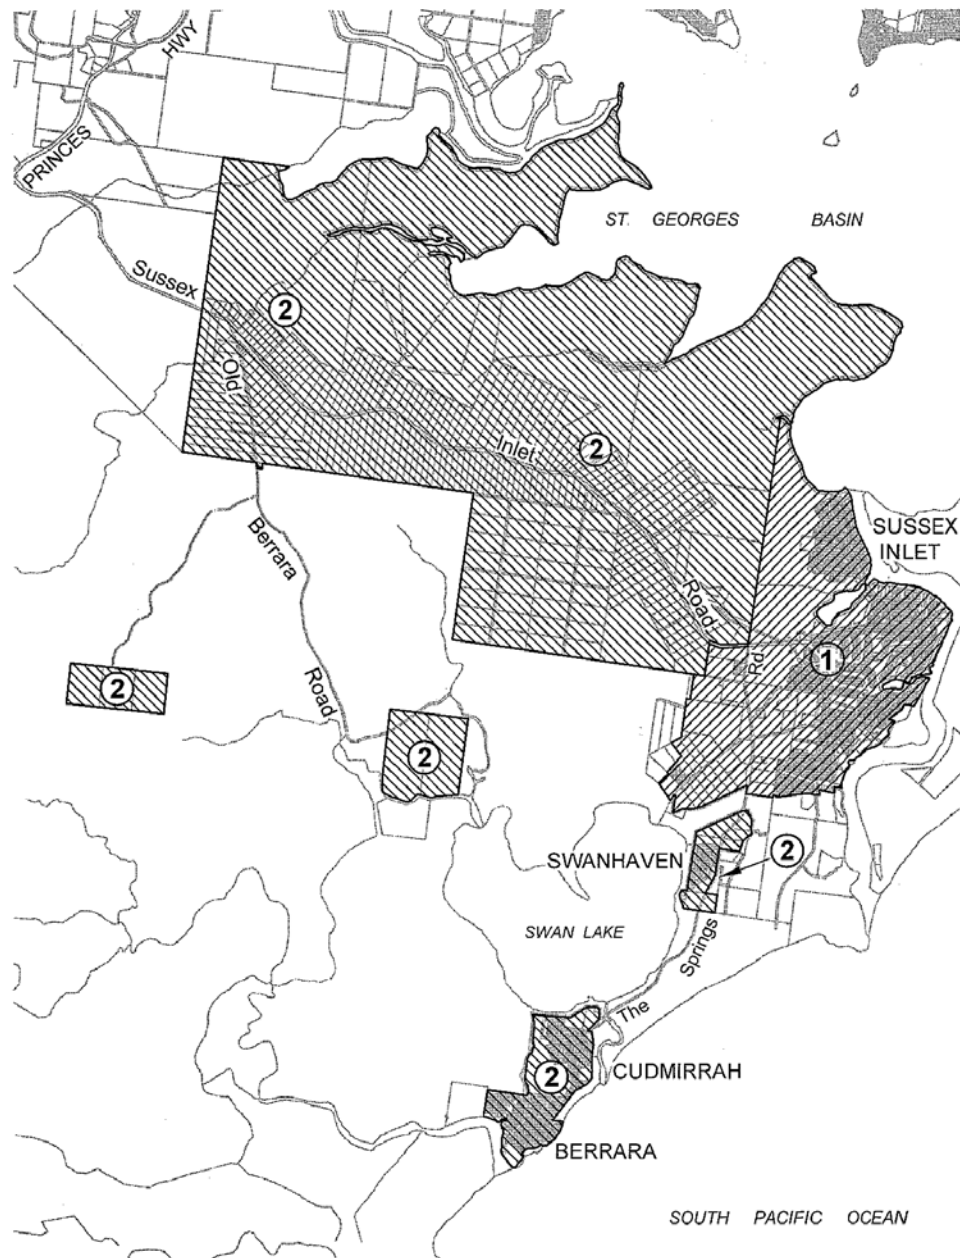 HWY
PRINCES
ST. GEORGES BASIN
Sussex
2
Old
Inlet
2
SUSSEX
INLET
Berrara
Road
1
Rd
2
Road
2
SWANHAVEN
2
SWAN LAKE
Springs
The
2
CUDMIRRAH
BERRARA
SOUTH PACIFIC OCEAN